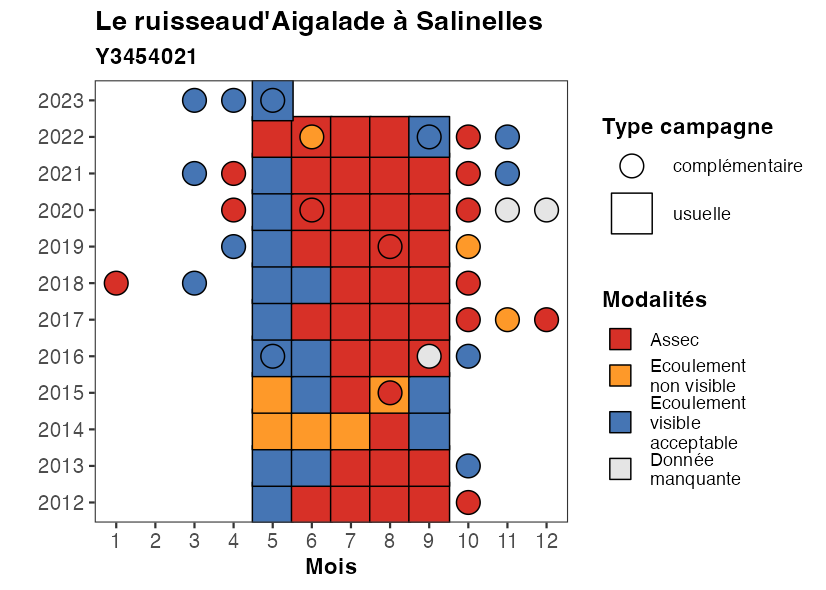 Le ruisseaud'Aigalade à Salinelles
Y3454021
2023
2022
2021
2020
2019
2018
2017
2016
2015
2014
2013
2012
1 2 3 4 5 6 7 8 9 10 11 12
Mois
Type campagne
complémentaire
usuelle
Modalités
Assec
Ecoulement
non visible
Ecoulement
visible
acceptable
Donnée
manquante